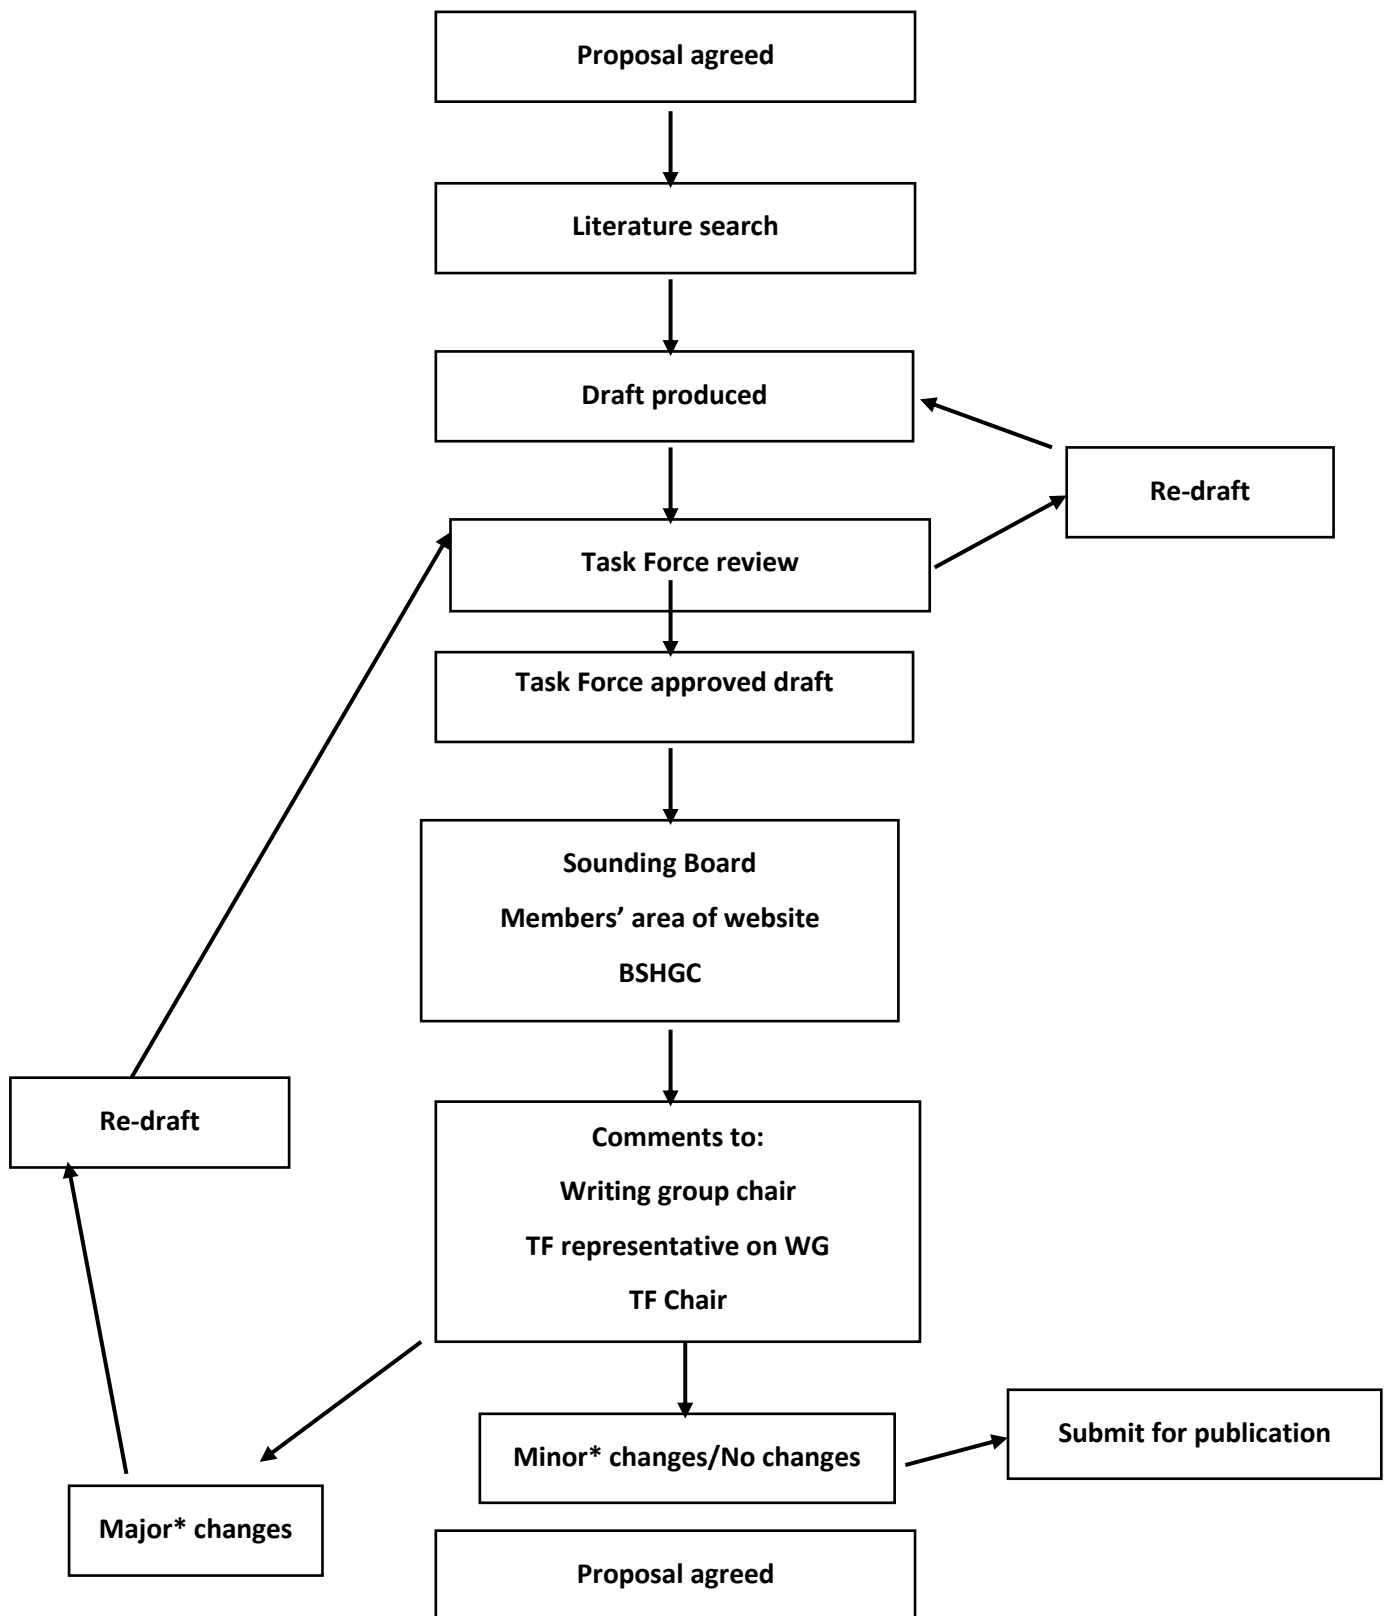 Proposal agreed
Literature search
Draft produced
Re-draft
Task Force review
Task Force approved draft
Sounding Board
Members’ area of website
BSHGC
Re-draft
Comments to:
Writing group chair
TF representative on WG
TF Chair
Minor* changes/No changes
Submit for publication
Major* changes
Proposal agreed